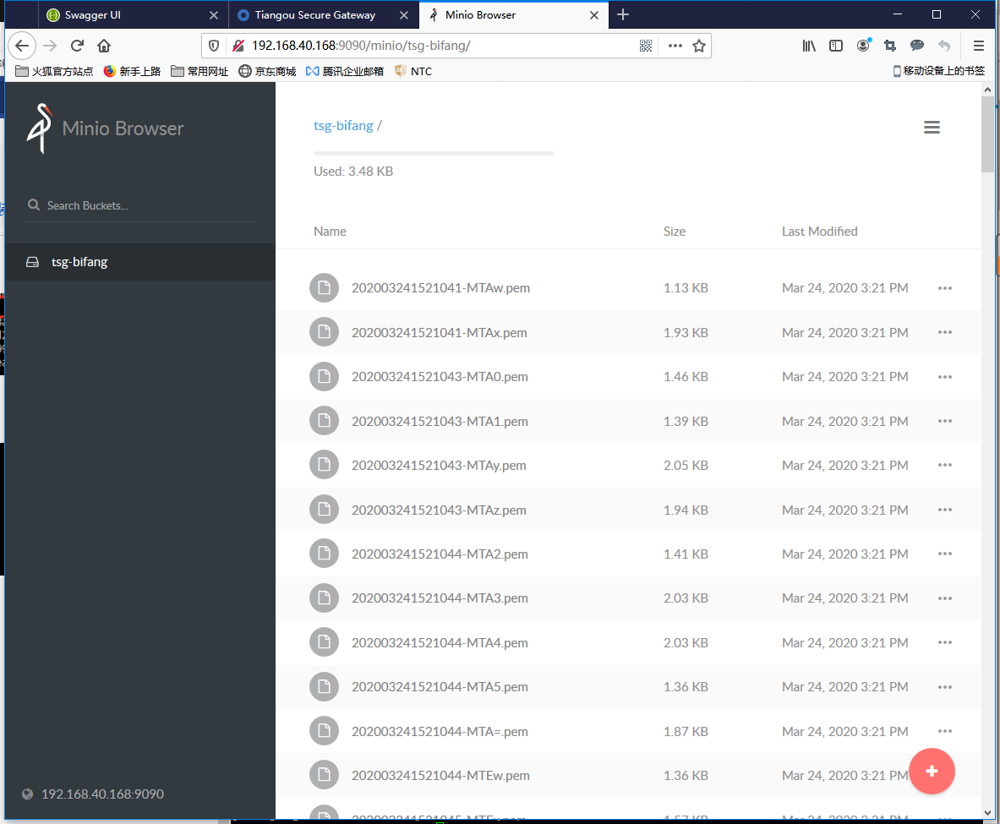 Swagger UI
Tiangou Secure Gateway
Minio Browser
192.168.40.168:9090/minio/tsg-bifang/
火狐官方站点 新手上路 常用网址 京东商城 腾讯企业邮箱 NTC 移动设备上的书签
Minio Browser
Search Buckets...
tsg-bifang
192.168.40.168:9090
tsg-bifang /
Used: 3.48 KB
Name Size Last Modified
202003241521041-MTAw.pem 1.13 KB Mar 24, 2020 3:21 PM
202003241521041-MTAx.pem 1.93 KB Mar 24, 2020 3:21 PM
202003241521043-MTA0.pem 1.46 KB Mar 24, 2020 3:21 PM
202003241521043-MTA1.pem 1.39 KB Mar 24, 2020 3:21 PM
202003241521043-MTAy.pem 2.05 KB Mar 24, 2020 3:21 PM
202003241521043-MTAz.pem 1.94 KB Mar 24, 2020 3:21 PM
202003241521044-MTA2.pem 1.41 KB Mar 24, 2020 3:21 PM
202003241521044-MTA3.pem 2.03 KB Mar 24, 2020 3:21 PM
202003241521044-MTA4.pem 2.03 KB Mar 24, 2020 3:21 PM
202003241521044-MTA5.pem 1.36 KB Mar 24, 2020 3:21 PM
202003241521044-MTA=.pem 1.87 KB Mar 24, 2020 3:21 PM
202003241521044-MTEw.pem 1.36 KB Mar 24, 2020 3:21 PM